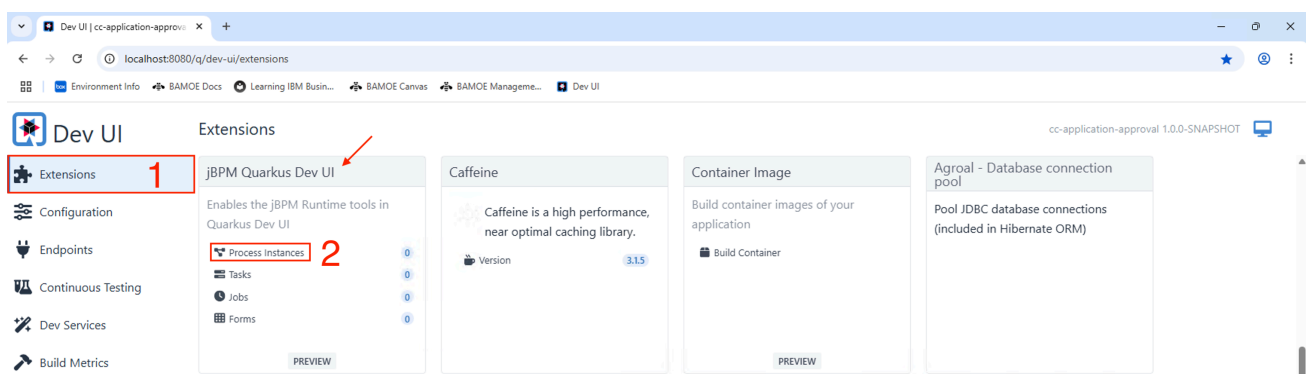 Dev UI | cc-application-approva
localhost:8080/q/dev-ui/extensions
Environment Info
BAMOE Docs
Learning IBM Busin...
BAMOE Canvas
BAMOE Manageme...
Dev UI
Dev UI
Extensions
cc-application-approval 1.0.0-SNAPSHOT
Extensions
1
Configuration
Endpoints
Continuous Testing
Dev Services
Build Metrics
jBPM Quarkus Dev UI
Enables the jBPM Runtime tools in
Quarkus Dev UI
Process Instances 0
2
Tasks 0
Jobs 0
Forms 0
PREVIEW
Caffeine
Caffeine is a high performance,
near optimal caching library.
Version 3.1.5
Container Image
Build container images of your
application
Build Container
PREVIEW
Agroal - Database connection
pool
Pool JDBC database connections
(included in Hibernate ORM)